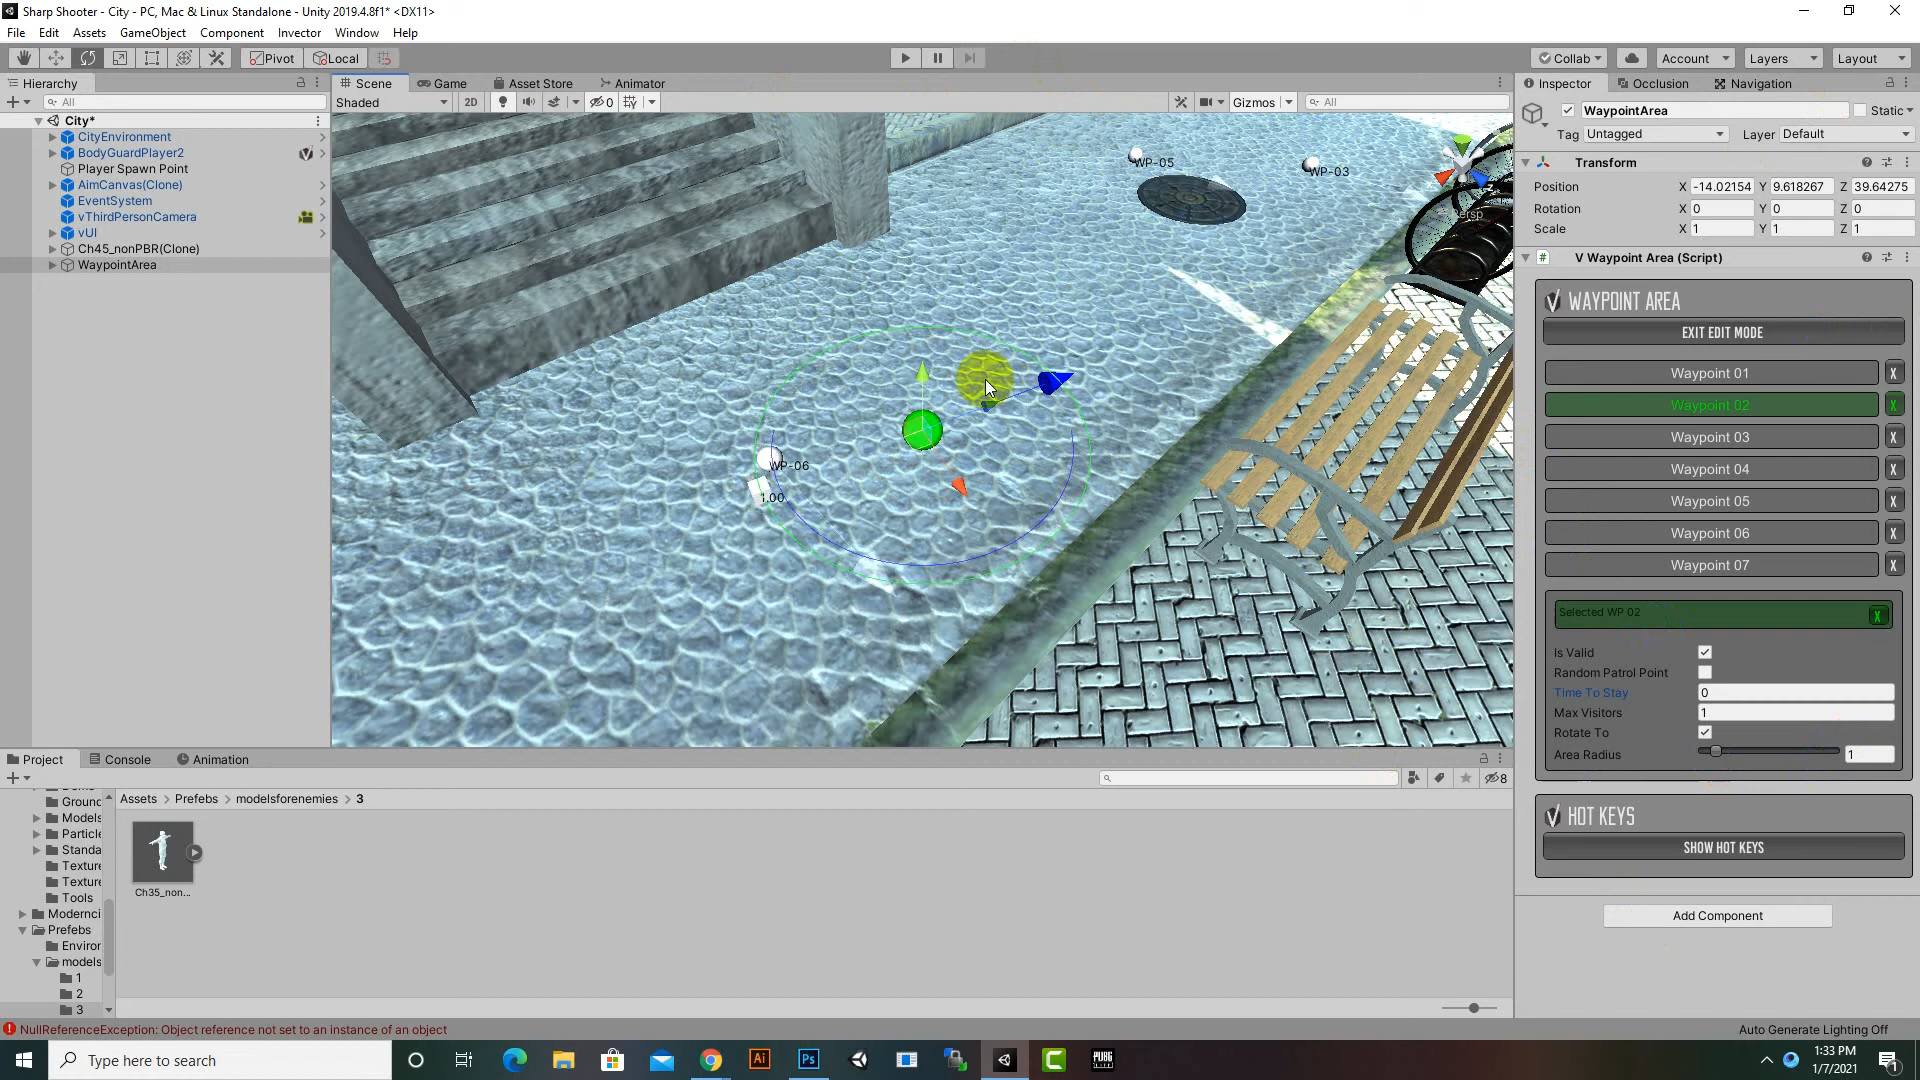 Sharp Shooter - City - PC, Mac & Linux Standalone - Unity 2019.4.8f1* <DX11>
File Edit Assets GameObject Component Invector Window Help
Pivot Local Collab Account Layers Layout
Hierarchy
All
City*
CityEnvironment
BodyGuardPlayer2
Player Spawn Point
AimCanvas(Clone)
EventSystem
vThirdPersonCamera
vUI
Ch45_nonPBR(Clone)
WaypointArea
Scene Game Asset Store Animator
Shaded 2D 0 Gizmos All
WP-05
WP-03
Persp
WP-06
1.00
Inspector Occlusion Navigation
WaypointArea Static
Tag Untagged Layer Default
Transform
Position X -14.02154 Y 9.618267 Z 39.64275
Rotation X 0 Y 0 Z 0
Scale X 1 Y 1 Z 1
V Waypoint Area (Script)
WAYPOINT AREA
EXIT EDIT MODE
Waypoint 01 X
Waypoint 02 X
Waypoint 03 X
Waypoint 04 X
Waypoint 05 X
Waypoint 06 X
Waypoint 07 X
Selected WP 02 X
Is Valid
Random Patrol Point
Time To Stay 0
Max Visitors 1
Rotate To
Area Radius 1
HOT KEYS
SHOW HOT KEYS
Add Component
Project Console Animation
8
Assets > Prefebs > modelsforenemies > 3
Ground
Models
Particle
Standa
Texture
Texture
Tools
Modernci
Prefebs
Enviror
models
1
2
3
Ch35_non...
NullReferenceException: Object reference not set to an instance of an object
Auto Generate Lighting Off
Type here to search
Ai
Ps
PUBG
1:33 PM
1/7/2021
1